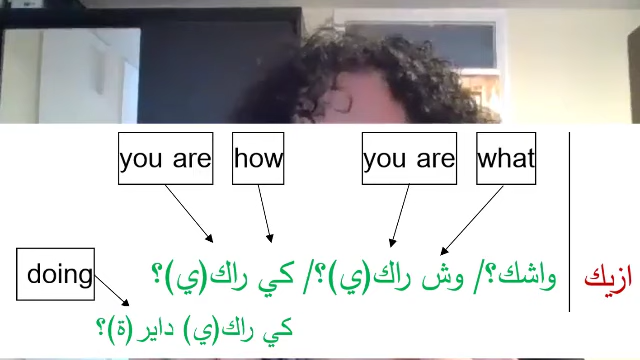 you are how you are what
ازيك واشك؟/ وش راك(ي)؟/ كي راك(ي)؟
doing
كي راك(ي) داير (ة)؟